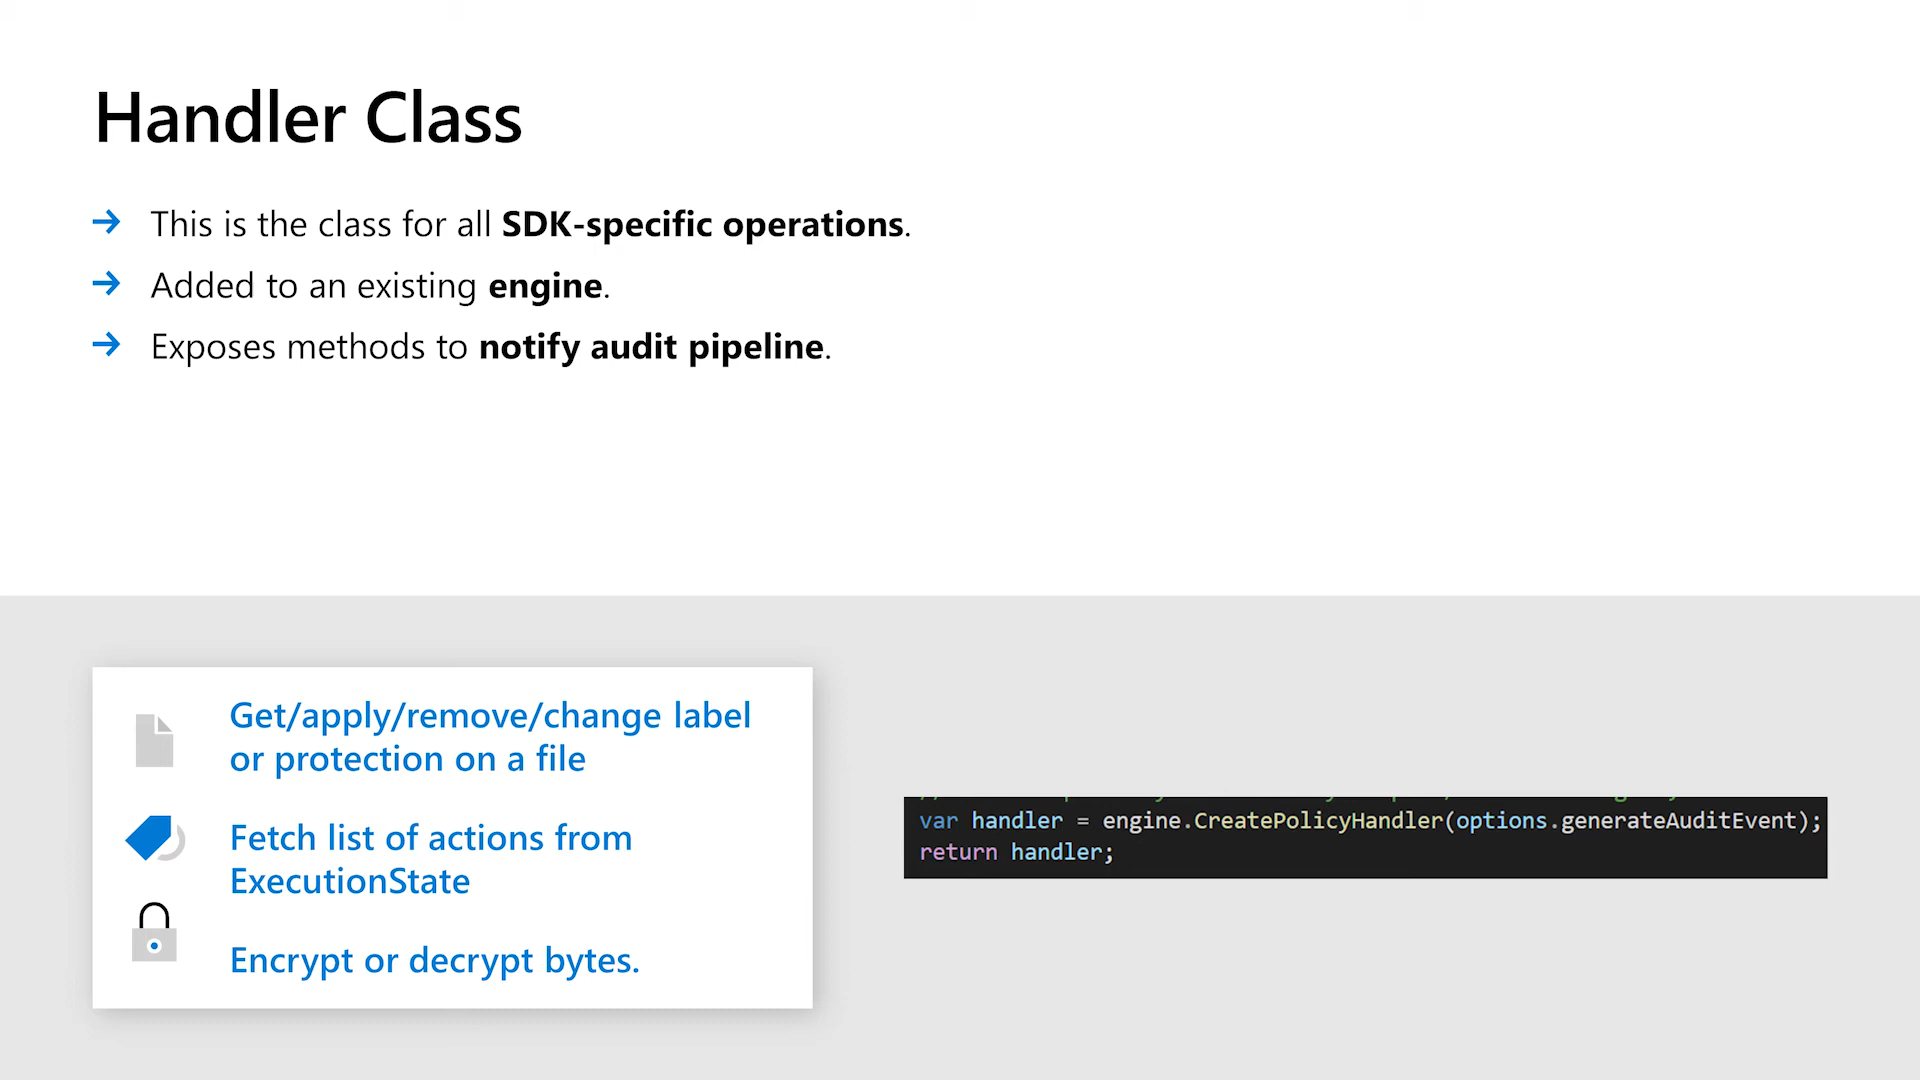 Handler Class
This is the class for all SDK-specific operations.
Added to an existing engine.
Exposes methods to notify audit pipeline.
Get/apply/remove/change label
or protection on a file
Fetch list of actions from
ExecutionState
Encrypt or decrypt bytes.
var handler = engine.CreatePolicyHandler(options.generateAuditEvent);
return handler;